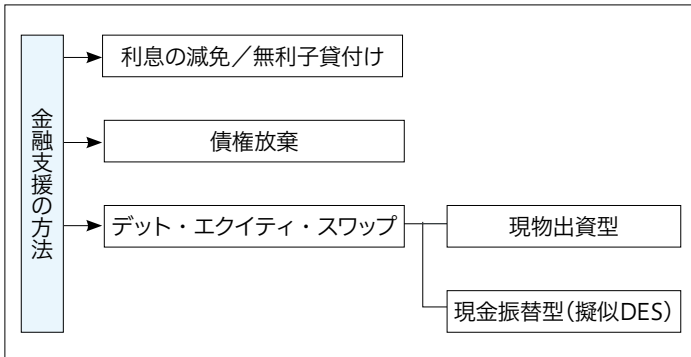 金融支援の方法
利息の減免／無利子貸付け
債権放棄
デット・エクイティ・スワップ
現物出資型
現金振替型（擬似DES）